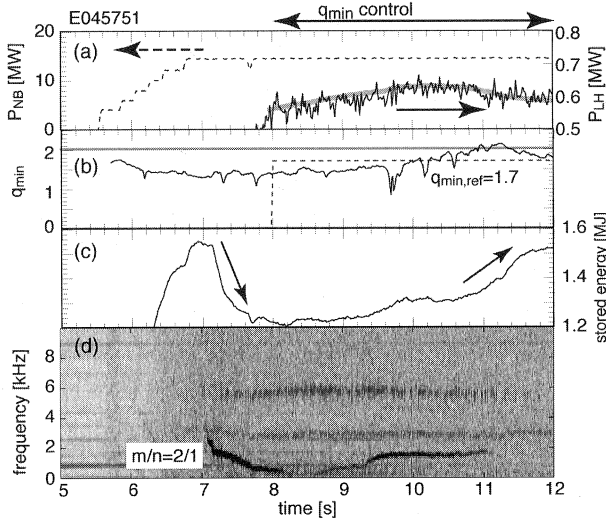 E045751
q_min control
(a)
P_NB [MW]
20
10
0
P_LH [MW]
0.8
0.7
0.6
0.5
(b)
q_min
2
1
0
q_min,ref=1.7
(c)
stored energy [MJ]
1.6
1.4
1.2
(d)
frequency [kHz]
8
6
4
2
0
m/n=2/1
5 6 7 8 9 10 11 12
time [s]